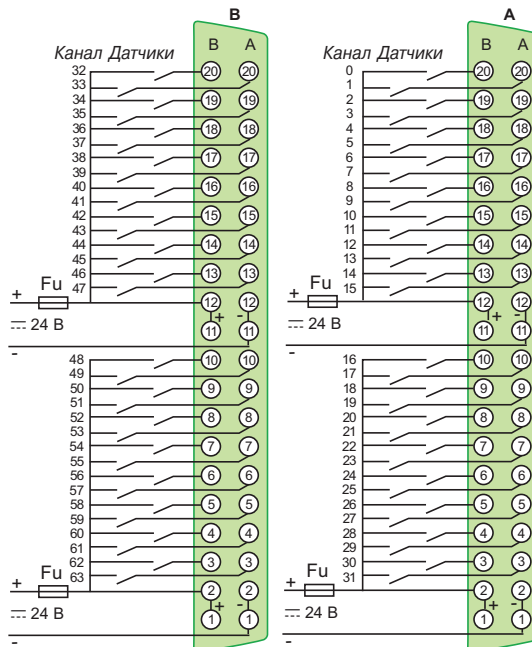 B
A
B A
B A
Канал Датчики
Канал Датчики
32 20 20
33
34 19 19
35
36 18 18
37
38 17 17
39
40 16 16
41
42 15 15
43
44 14 14
45
46 13 13
47
+ Fu 12 12
+ -
24 В 11 11
-
48 10 10
49
50 9 9
51
52 8 8
53
54 7 7
55
56 6 6
57
58 5 5
59
60 4 4
61
62 3 3
63
+ Fu 2 2
+ -
24 В 1 1
-
0 20 20
1
2 19 19
3
4 18 18
5
6 17 17
7
8 16 16
9
10 15 15
11
12 14 14
13
14 13 13
15
+ Fu 12 12
+ -
24 В 11 11
-
16 10 10
17
18 9 9
19
20 8 8
21
22 7 7
23
24 6 6
25
26 5 5
27
28 4 4
29
30 3 3
31
+ Fu 2 2
+ -
24 В 1 1
-